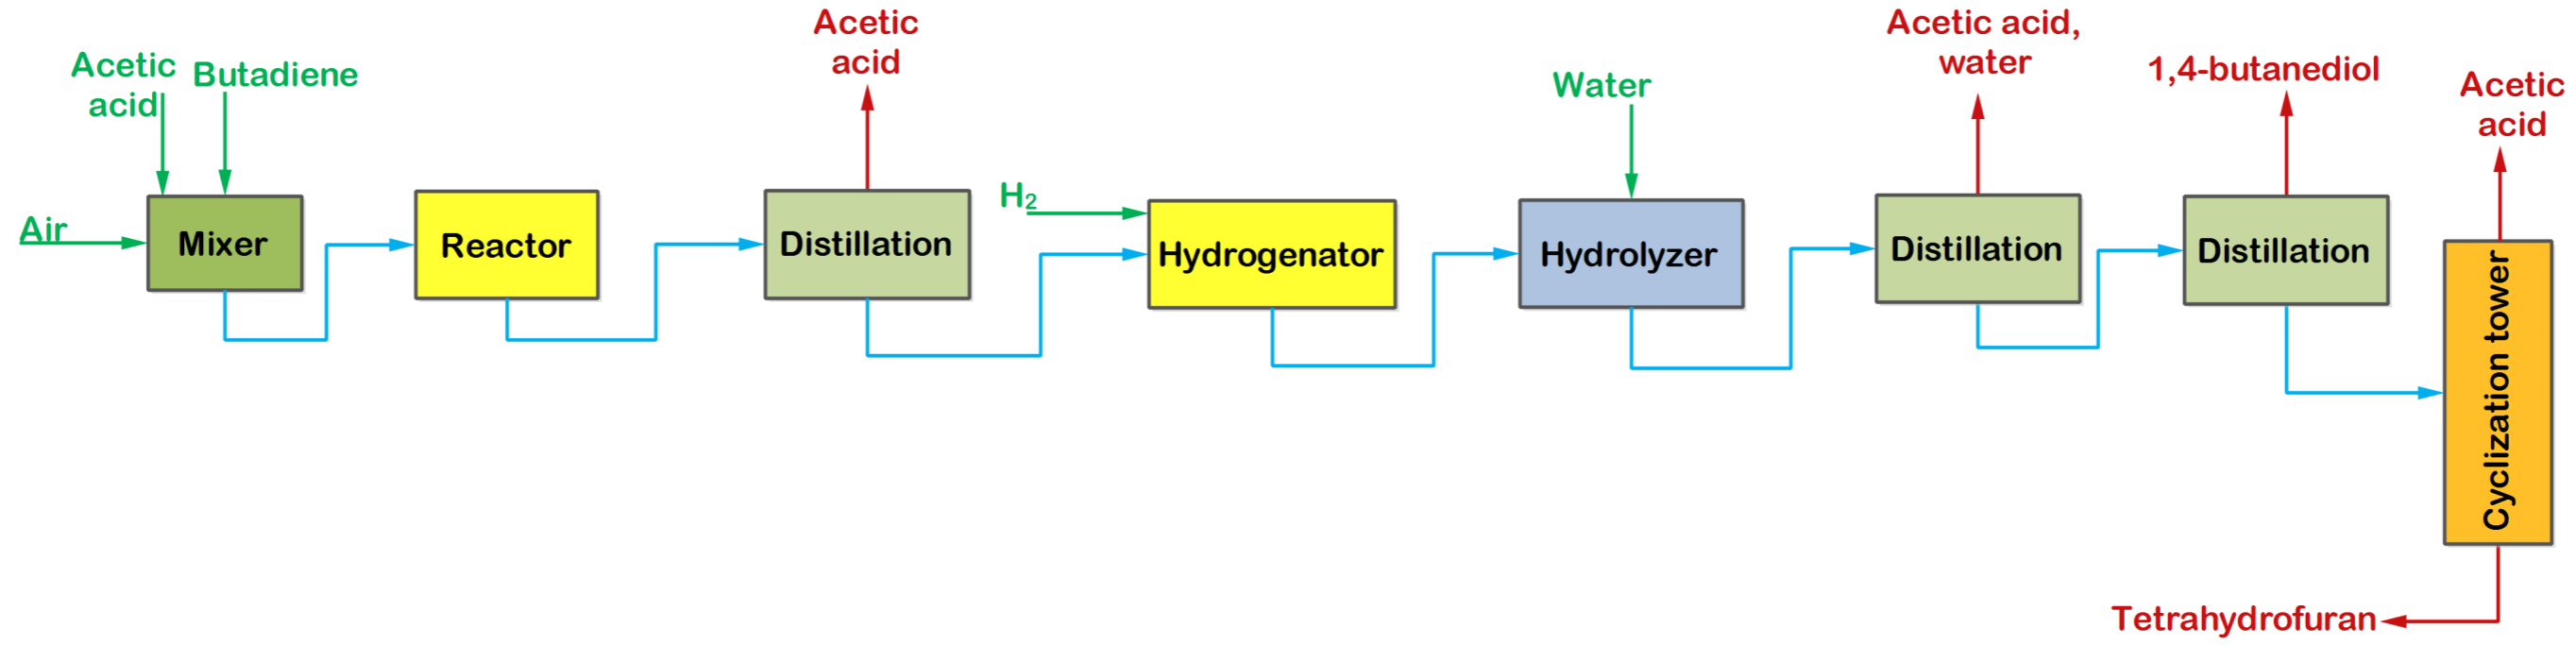 Acetic
acid
Butadiene
Air
Mixer
Reactor
Acetic
acid
Distillation
H₂
Hydrogenator
Water
Hydrolyzer
Acetic acid,
water
Distillation
1,4-butanediol
Distillation
Acetic
acid
Cyclization tower
Tetrahydrofuran